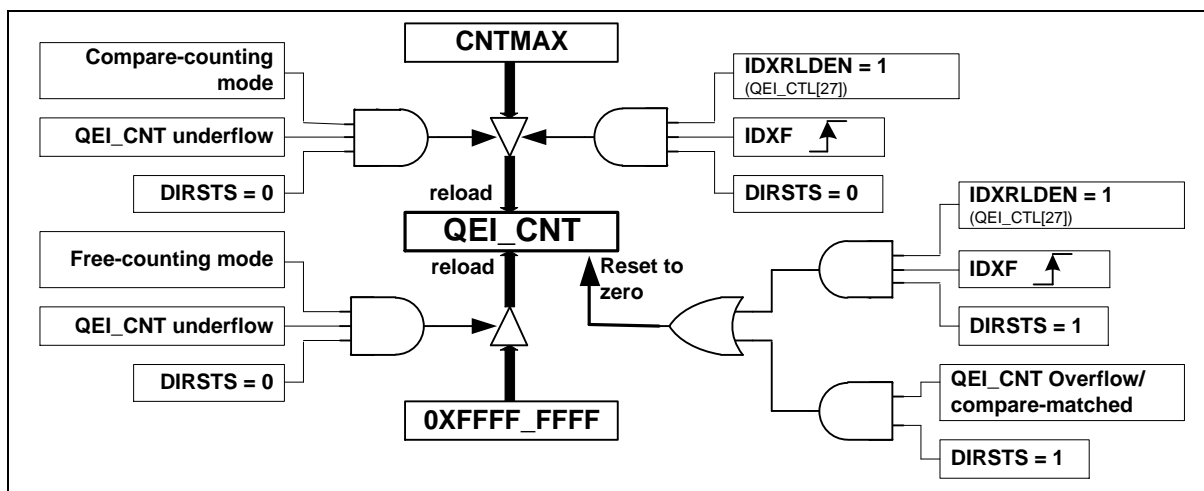 CNTMAX
Compare-counting
mode
QEI_CNT underflow
DIRSTS = 0
IDXRLDEN = 1
(QEI_CTL[27])
IDXF
DIRSTS = 0
reload
QEI_CNT
reload
Free-counting mode
QEI_CNT underflow
DIRSTS = 0
0XFFFF_FFFF
Reset to
zero
IDXRLDEN = 1
(QEI_CTL[27])
IDXF
DIRSTS = 1
QEI_CNT Overflow/
compare-matched
DIRSTS = 1